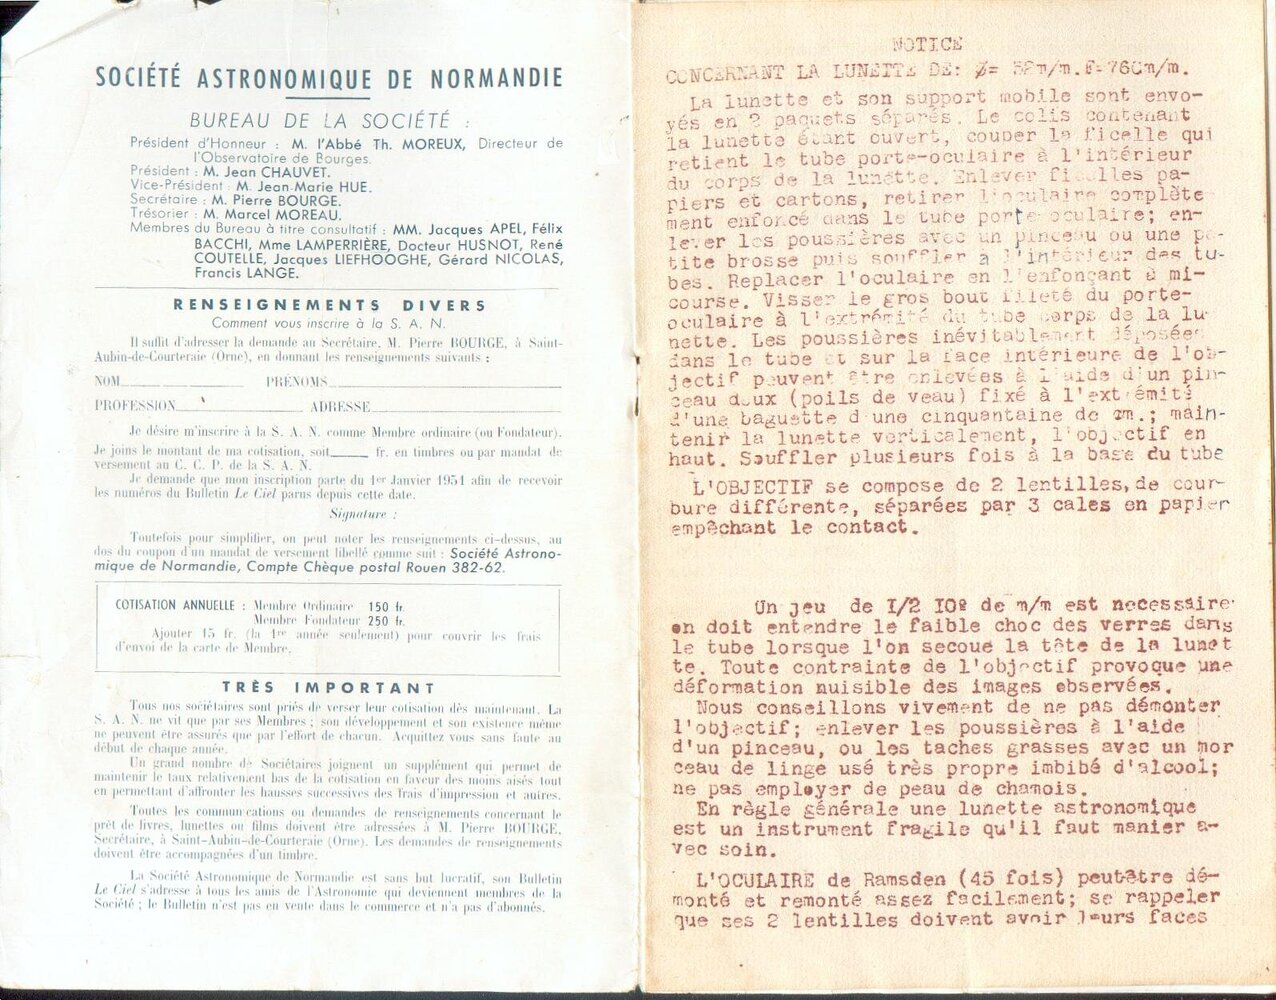 SOCIÉTÉ ASTRONOMIQUE DE NORMANDIE
BUREAU DE LA SOCIÉTÉ :
Président d'Honneur : M. l'Abbé Th. MOREUX, Directeur de
l'Observatoire de Bourges.
Président : M. Jean CHAUVET.
Vice-Président : M. Jean-Marie HUE.
Secrétaire : M. Pierre BOURGE.
Trésorier : M. Marcel MOREAU.
Membres du Bureau à titre consultatif : MM. Jacques APEL, Félix
BACCHI, Mme LAMPERRIÈRE, Docteur HUSNOT, René
COUTELLE, Jacques LIEFHOOGHE, Gérard NICOLAS,
Francis LANGE.
RENSEIGNEMENTS DIVERS
Comment vous inscrire à la S. A. N.
Il suffit d'adresser la demande au Secrétaire. M. Pierre BOURGE, à Saint-
Aubin-de-Courteraie (Orne), en donnant les renseignements suivants :
NOM PRÉNOMS
PROFESSION ADRESSE
Je désire m'inscrire à la S. A. N. comme Membre ordinaire (ou Fondateur).
Je joins le montant de ma cotisation, soit fr. en timbres ou par mandat de
versement au C. C. P. de la S. A. N.
Je demande que mon inscription parte du 1er Janvier 1951 afin de recevoir
les numéros du Bulletin Le Ciel parus depuis cette date.
Signature :
Toutefois pour simplifier, on peut noter les renseignements ci-dessus, au
dos du coupon d'un mandat de versement libellé comme suit : Société Astrono-
mique de Normandie, Compte Chèque postal Rouen 382-62.
COTISATION ANNUELLE : Membre Ordinaire 150 fr.
Membre Fondateur 250 fr.
Ajouter 15 fr. (la 1re année seulement) pour couvrir les frais
d'envoi de la carte de Membre.
TRÈS IMPORTANT
Tous nos sociétaires sont priés de verser leur cotisation dès maintenant. La
S. A. N. ne vit que par ses Membres ; son développement et son existence même
ne peuvent être assurés que par l'effort de chacun. Acquittez vous sans faute au
début de chaque année.
Un grand nombre de Sociétaires joignent un supplément qui permet de
maintenir le taux relativement bas de la cotisation en faveur des moins aisés tout
en permettant d'affronter les hausses successives des frais d'impression et autres.
Toutes les communications ou demandes de renseignements concernant le
prêt de livres, lunettes ou films doivent être adressées à M. Pierre BOURGE,
Secrétaire, à Saint-Aubin-de-Courteraie (Orne). Les demandes de renseignements
doivent être accompagnées d'un timbre.
La Société Astronomique de Normandie est sans but lucratif, son Bulletin
Le Ciel s'adresse à tous les amis de l'Astronomie qui deviennent membres de la
Société ; le Bulletin n'est pas en vente dans le commerce et n'a pas d'abonnés.
NOTICE
CONCERNANT LA LUNETTE DE: Ø= m/m. F= m/m.
La lunette et son support mobile sont envo-
yés en 2 paquets séparés. Le colis contenant
la lunette étant ouvert, couper la ficelle qui
retient le tube porte-oculaire à l'intérieur
du corps de la lunette. Enlever ficelles pa-
piers et cartons, retirer l'oculaire complète
ment enfoncé dans le tube porte oculaire; en-
lever les poussières avec un pinceau ou une pe-
tite brosse puis souffler à l'intérieur des tu-
bes. Replacer l'oculaire en l'enfonçant à mi-
course. Visser le gros bout fileté du porte-
oculaire à l'extrémité du tube corps de la lu-
nette. Les poussières inévitablement déposées
dans le tube et sur la face intérieure de l'ob-
jectif peuvent être enlevées à l'aide d'un pin-
ceau doux (poils de veau) fixé à l'extrémité
d'une baguette d'une cinquantaine de cm.; main-
tenir la lunette verticalement, l'objectif en
haut. Souffler plusieurs fois à la base du tube
L'OBJECTIF se compose de 2 lentilles, de cour-
bure différente, séparées par 3 cales en papier
empêchant le contact.
Un jeu de I/2 IOº de m/m est necessaire
on doit entendre le faible choc des verres dans
le tube lorsque l'on secoue la tête de la lunet
te. Toute contrainte de l'objectif provoque une
déformation nuisible des images observées.
Nous conseillons vivement de ne pas démonter
l'objectif; enlever les poussières à l'aide
d'un pinceau, ou les taches grasses avec un mor
ceau de linge usé très propre imbibé d'alcool;
ne pas employer de peau de chamois.
En règle générale une lunette astronomique
est un instrument fragile qu'il faut manier a-
vec soin.
L'OCULAIRE de Ramsden (45 fois) peutêtre dé-
monté et remonté assez facilement; se rappeler
que ses 2 lentilles doivent avoir leurs faces